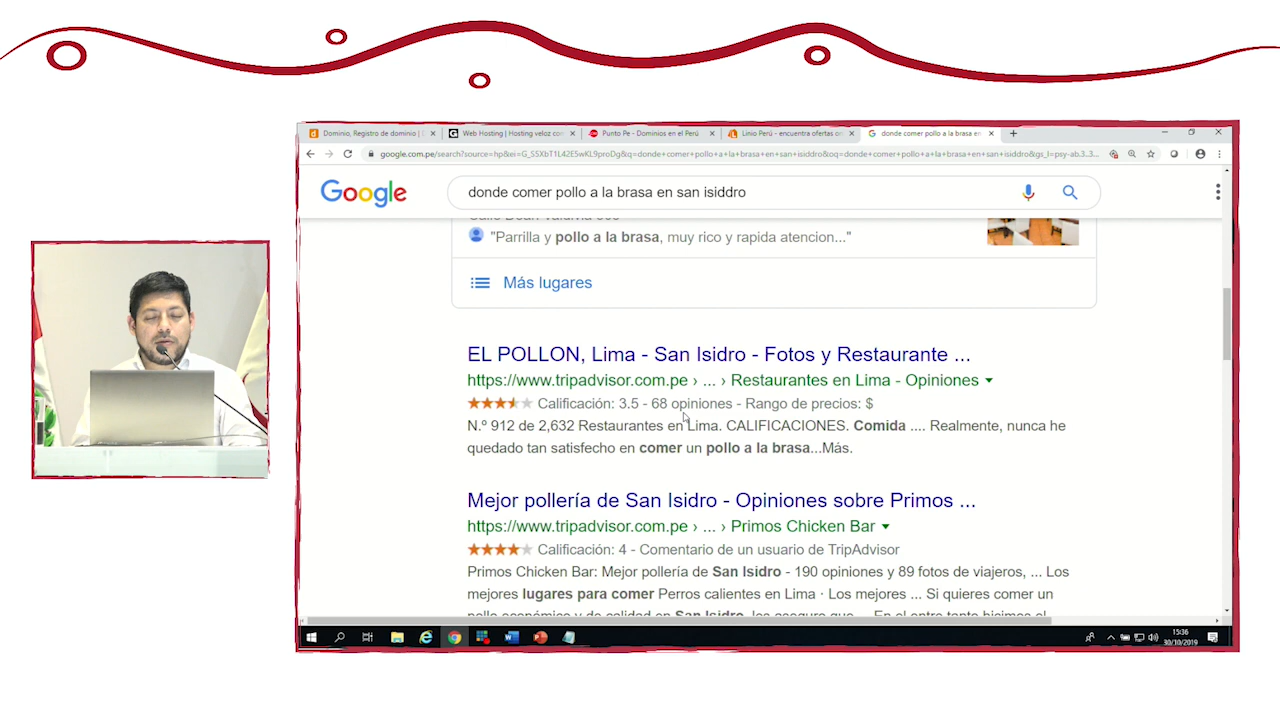 Dominio, Registro de dominio |
Web Hosting | Hosting veloz con
Punto Pe - Dominios en el Perú
Linio Perú - encuentra ofertas on
donde comer pollo a la brasa en
Google
donde comer pollo a la brasa en san isiddro
"Parrilla y pollo a la brasa, muy rico y rapida atencion..."
Más lugares
EL POLLON, Lima - San Isidro - Fotos y Restaurante ...
https://www.tripadvisor.com.pe › ... › Restaurantes en Lima - Opiniones
Calificación: 3.5 - 68 opiniones - Rango de precios: $
N.º 912 de 2,632 Restaurantes en Lima. CALIFICACIONES. Comida .... Realmente, nunca he
quedado tan satisfecho en comer un pollo a la brasa...Más.
Mejor pollería de San Isidro - Opiniones sobre Primos ...
https://www.tripadvisor.com.pe › ... › Primos Chicken Bar
Calificación: 4 - Comentario de un usuario de TripAdvisor
Primos Chicken Bar: Mejor pollería de San Isidro - 190 opiniones y 89 fotos de viajeros, ... Los
mejores lugares para comer Perros calientes en Lima · Los mejores ... Si quieres comer un
15:36
30/10/2019